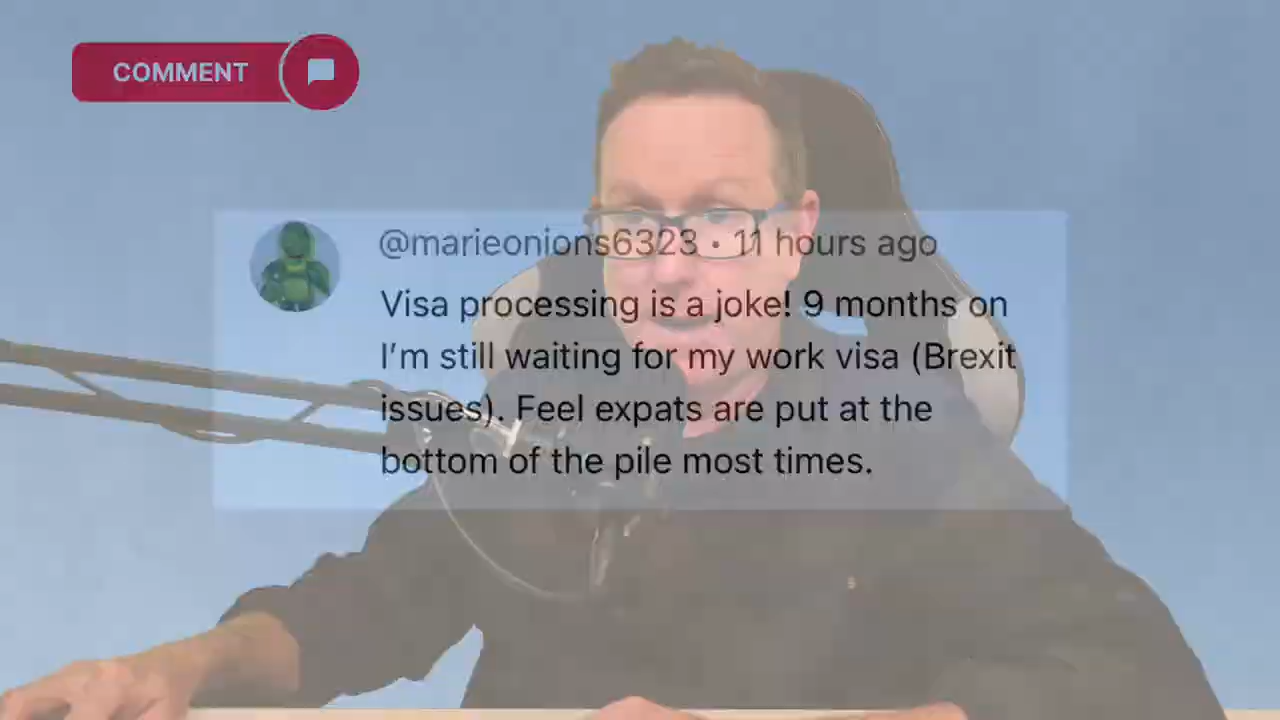 COMMENT
@marieonions6323 • 11 hours ago
Visa processing is a joke! 9 months on
I'm still waiting for my work visa (Brexit
issues). Feel expats are put at the
bottom of the pile most times.